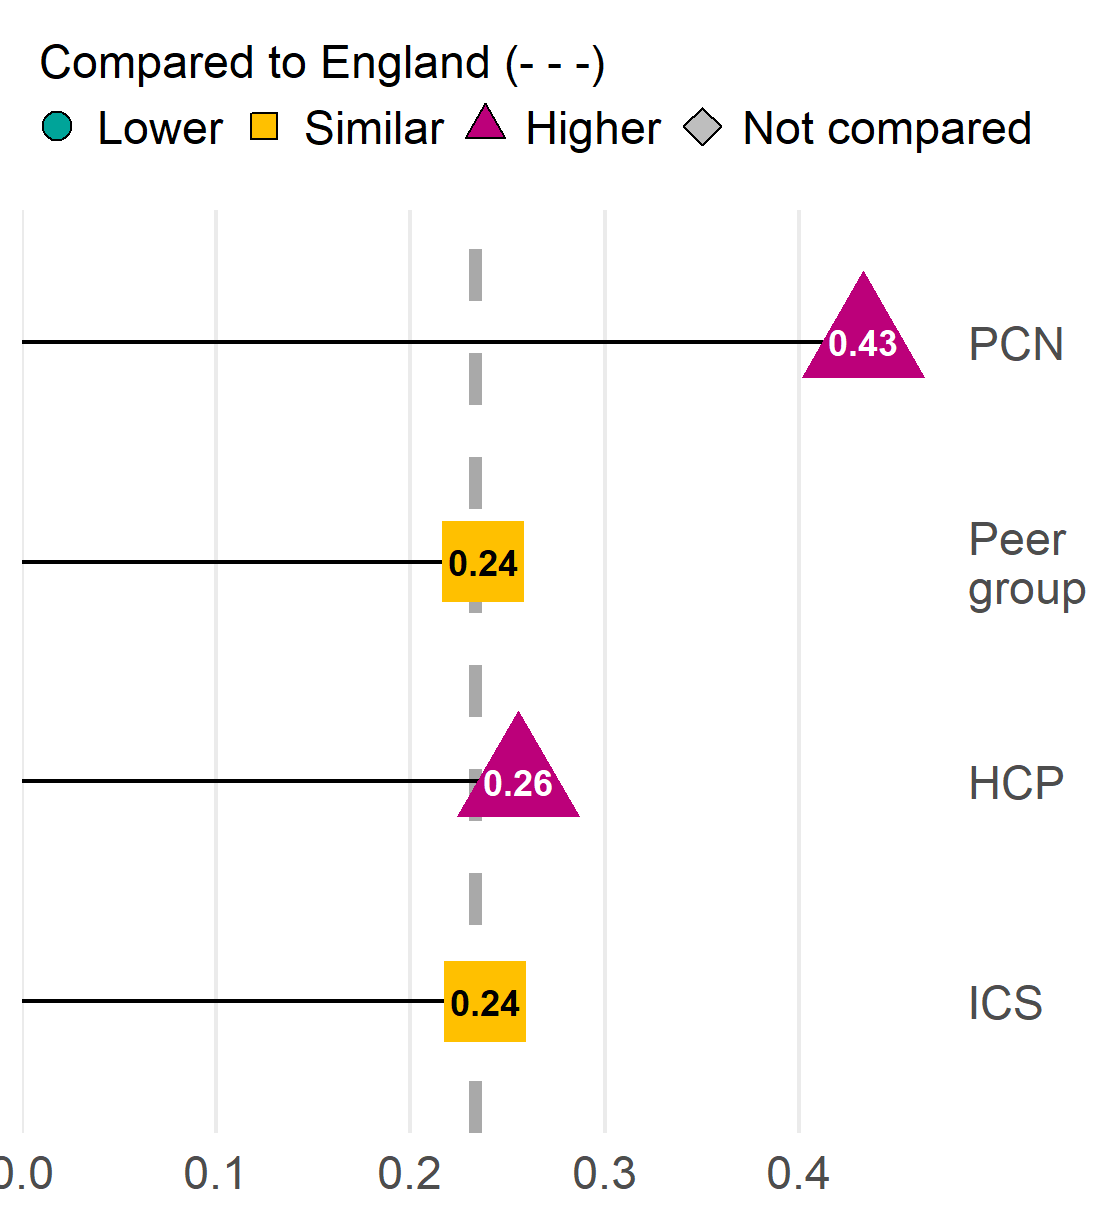 Compared to England (- - -)
Lower Similar Higher Not compared
0.43 PCN
Peer
group
0.24
0.26 HCP
0.24 ICS
0.0 0.1 0.2 0.3 0.4